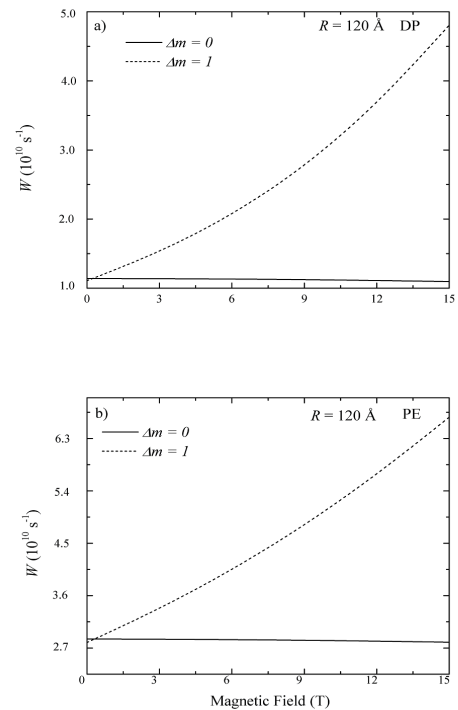 5.0
a)
R = 120 Å DP
Δm = 0
Δm = 1
4.0
3.0
2.0
1.0
W (10¹⁰ s⁻¹)
0 3 6 9 12 15
b)
R = 120 Å PE
Δm = 0
Δm = 1
6.3
5.4
4.5
3.6
2.7
W (10¹⁰ s⁻¹)
0 3 6 9 12 15
Magnetic Field (T)